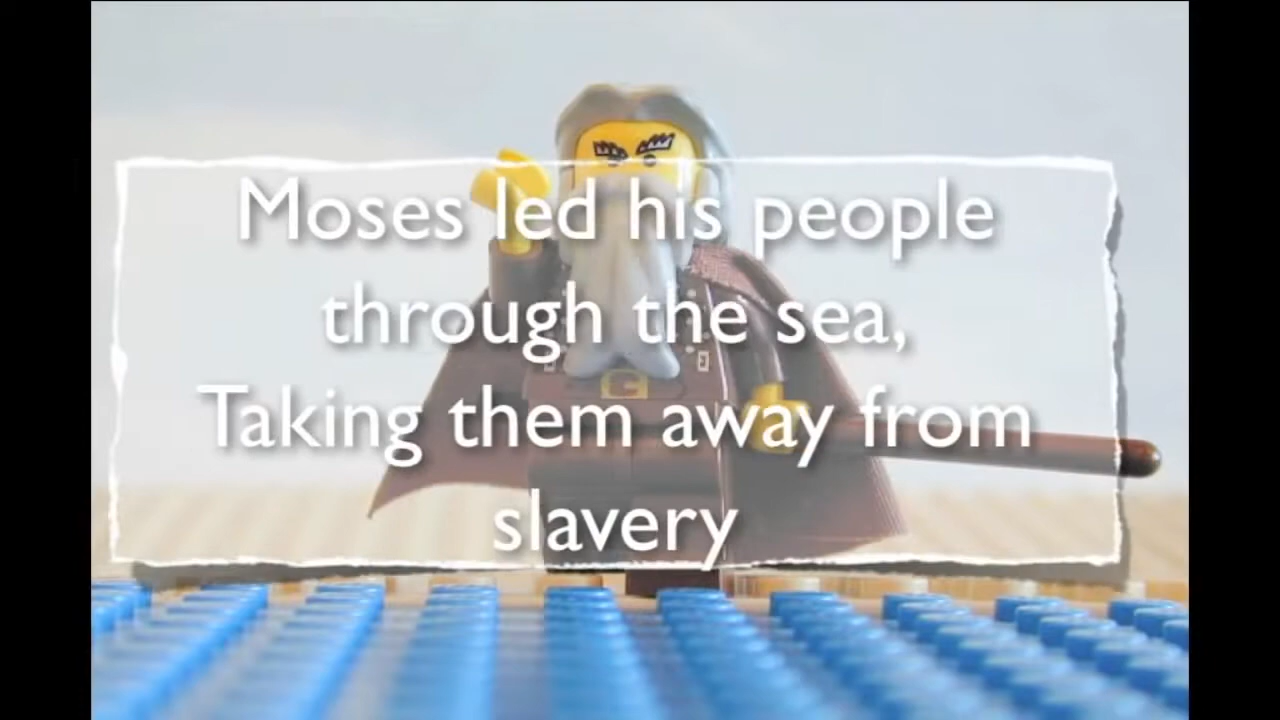 Moses led his people
through the sea,
Taking them away from
slavery